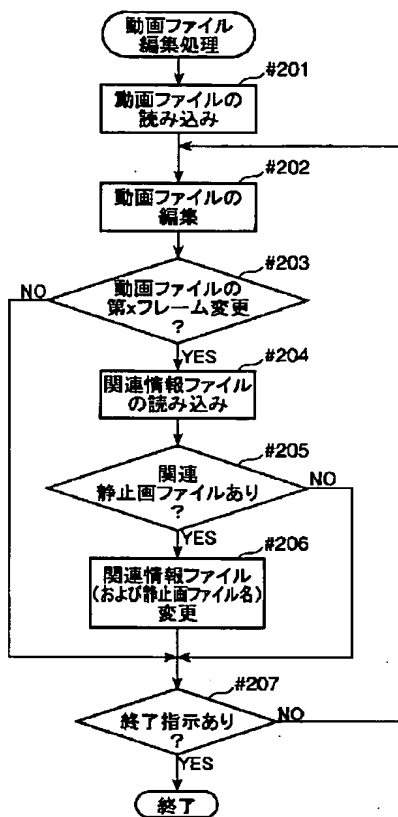 動画ファイル
編集処理
#201
動画ファイルの
読み込み
#202
動画ファイルの
編集
#203
動画ファイルの
第xフレーム変更
?
NO
YES
#204
関連情報ファイル
の読み込み
#205
関連
静止画ファイルあり
?
NO
YES
#206
関連情報ファイル
(および静止画ファイル名)
変更
#207
終了指示あり
?
NO
YES
終了